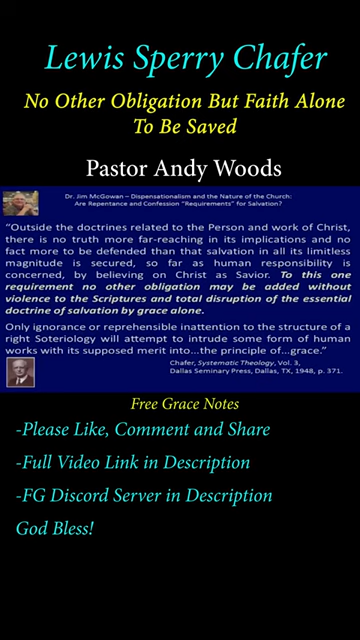 Lewis Sperry Chafer
No Other Obligation But Faith Alone
To Be Saved
Pastor Andy Woods
Dr. Jim McGowan – Dispensationalism and the Nature of the Church:
Are Repentance and Confession "Requirements" for Salvation?
"Outside the doctrines related to the Person and work of Christ,
there is no truth more far-reaching in its implications and no
fact more to be defended than that salvation in all its limitless
magnitude is secured, so far as human responsibility is
concerned, by believing on Christ as Savior. To this one
requirement no other obligation may be added without
violence to the Scriptures and total disruption of the essential
doctrine of salvation by grace alone.
Only ignorance or reprehensible inattention to the structure of a
right Soteriology will attempt to intrude some form of human
works with its supposed merit into...the principle of...grace."
Chafer, Systematic Theology, Vol. 3,
Dallas Seminary Press, Dallas, TX, 1948, p. 371.
Free Grace Notes
-Please Like, Comment and Share
-Full Video Link in Description
-FG Discord Server in Description
God Bless!